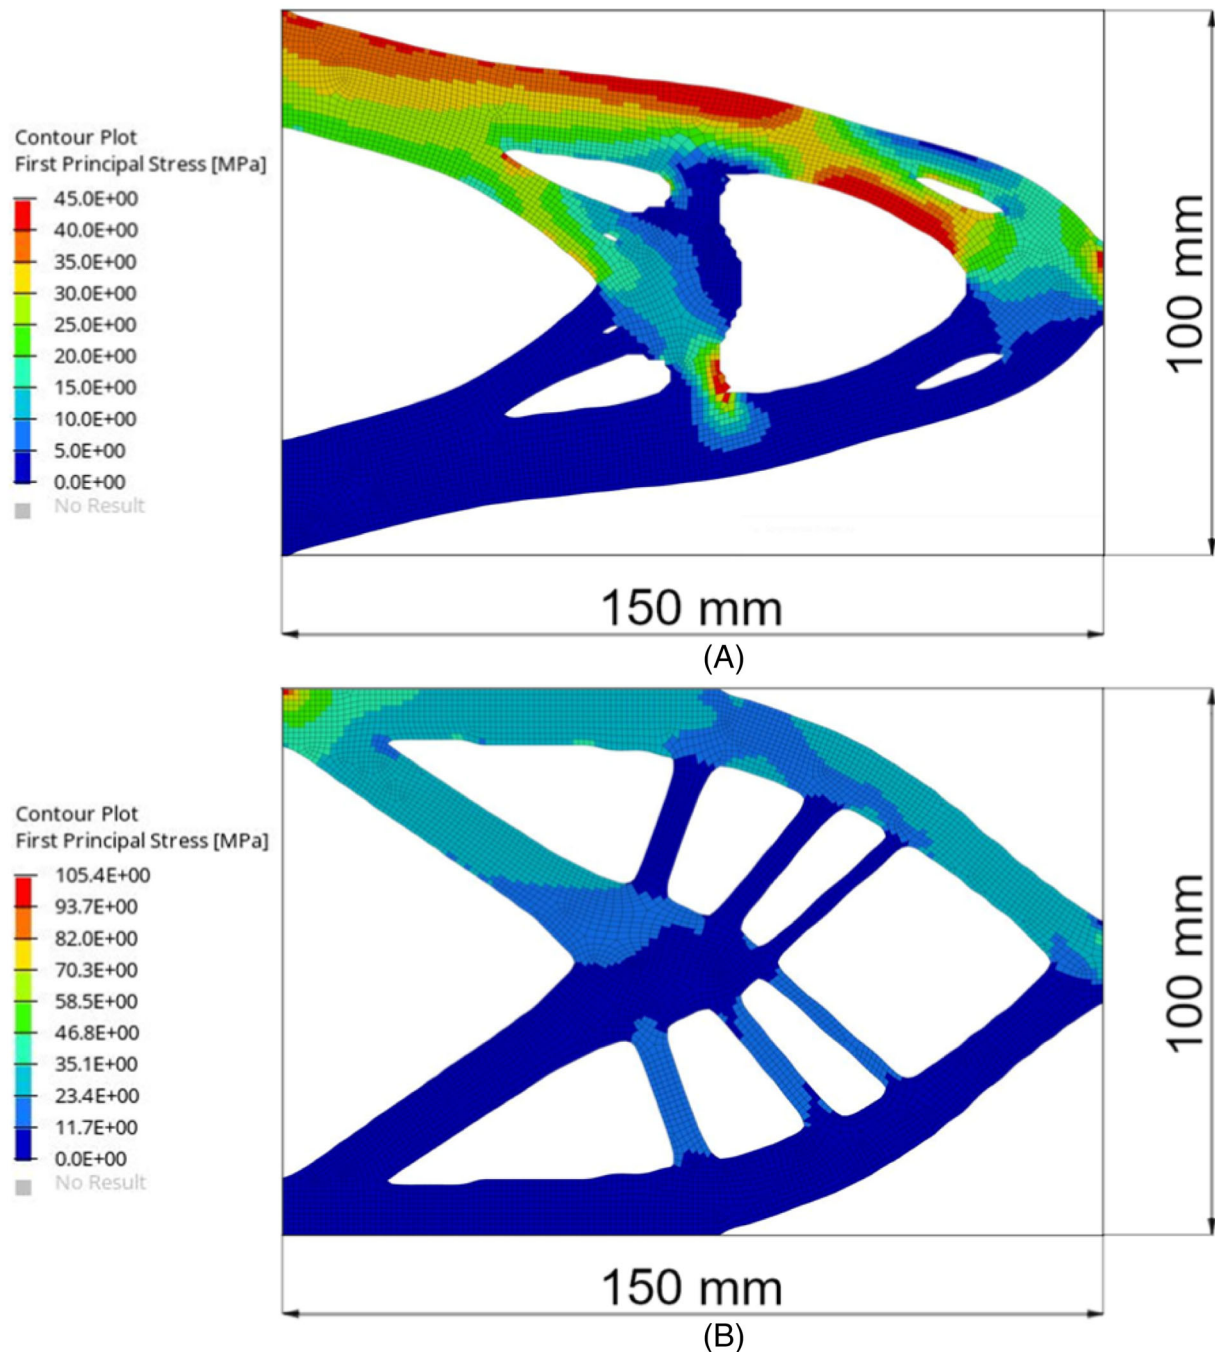 Contour Plot
First Principal Stress [MPa]
45.0E+00
40.0E+00
35.0E+00
30.0E+00
25.0E+00
20.0E+00
15.0E+00
10.0E+00
5.0E+00
0.0E+00
No Result
100 mm
150 mm
(A)
Contour Plot
First Principal Stress [MPa]
105.4E+00
93.7E+00
82.0E+00
70.3E+00
58.5E+00
46.8E+00
35.1E+00
23.4E+00
11.7E+00
0.0E+00
No Result
100 mm
150 mm
(B)